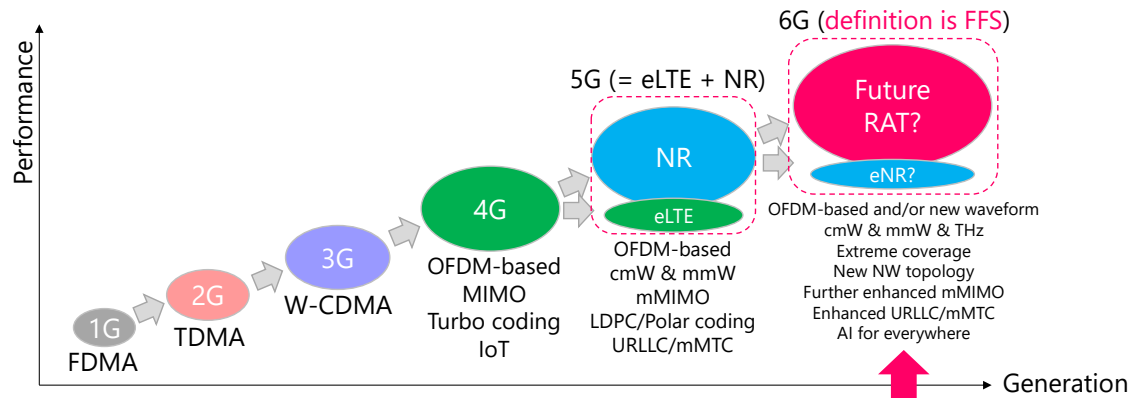 6G (definition is FFS)
5G (= eLTE + NR)
Performance
Future
RAT?
eNR?
NR
eLTE
4G
3G
2G
1G
FDMA
TDMA
W-CDMA
OFDM-based
MIMO
Turbo coding
IoT
OFDM-based
cmW & mmW
mMIMO
LDPC/Polar coding
URLLC/mMTC
OFDM-based and/or new waveform
cmW & mmW & THz
Extreme coverage
New NW topology
Further enhanced mMIMO
Enhanced URLLC/mMTC
AI for everywhere
Generation